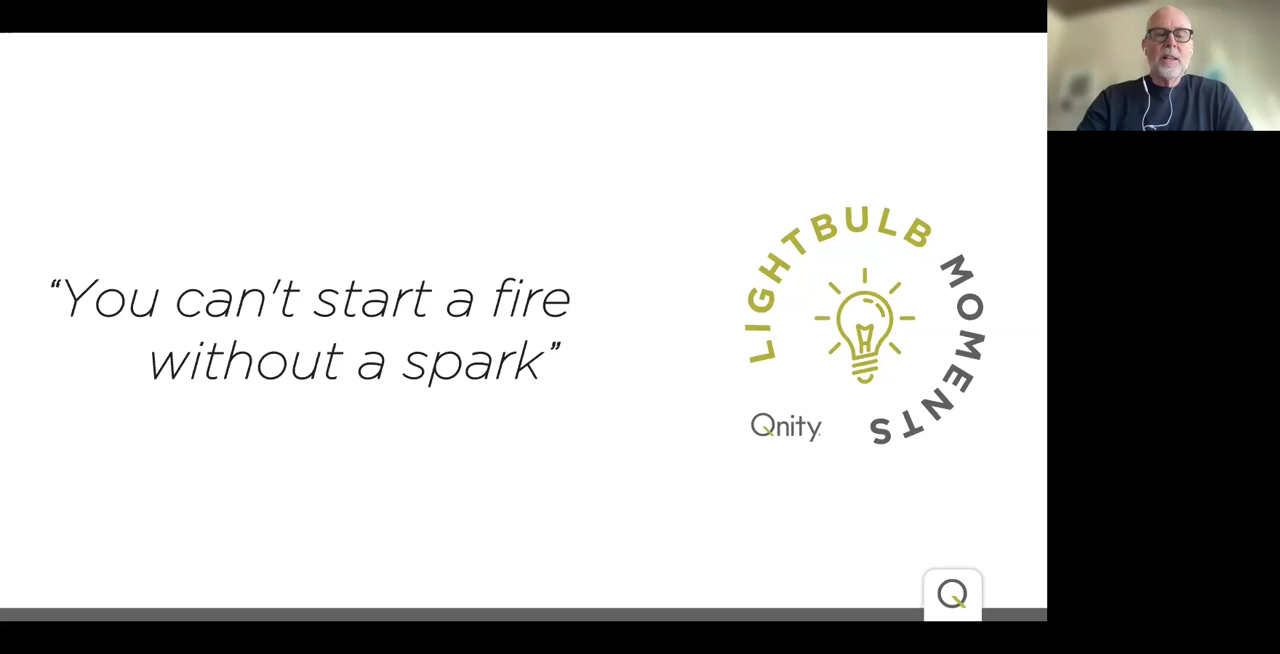 “You can't start a fire
without a spark”
LIGHTBULB MOMENTS
Qnity
Q